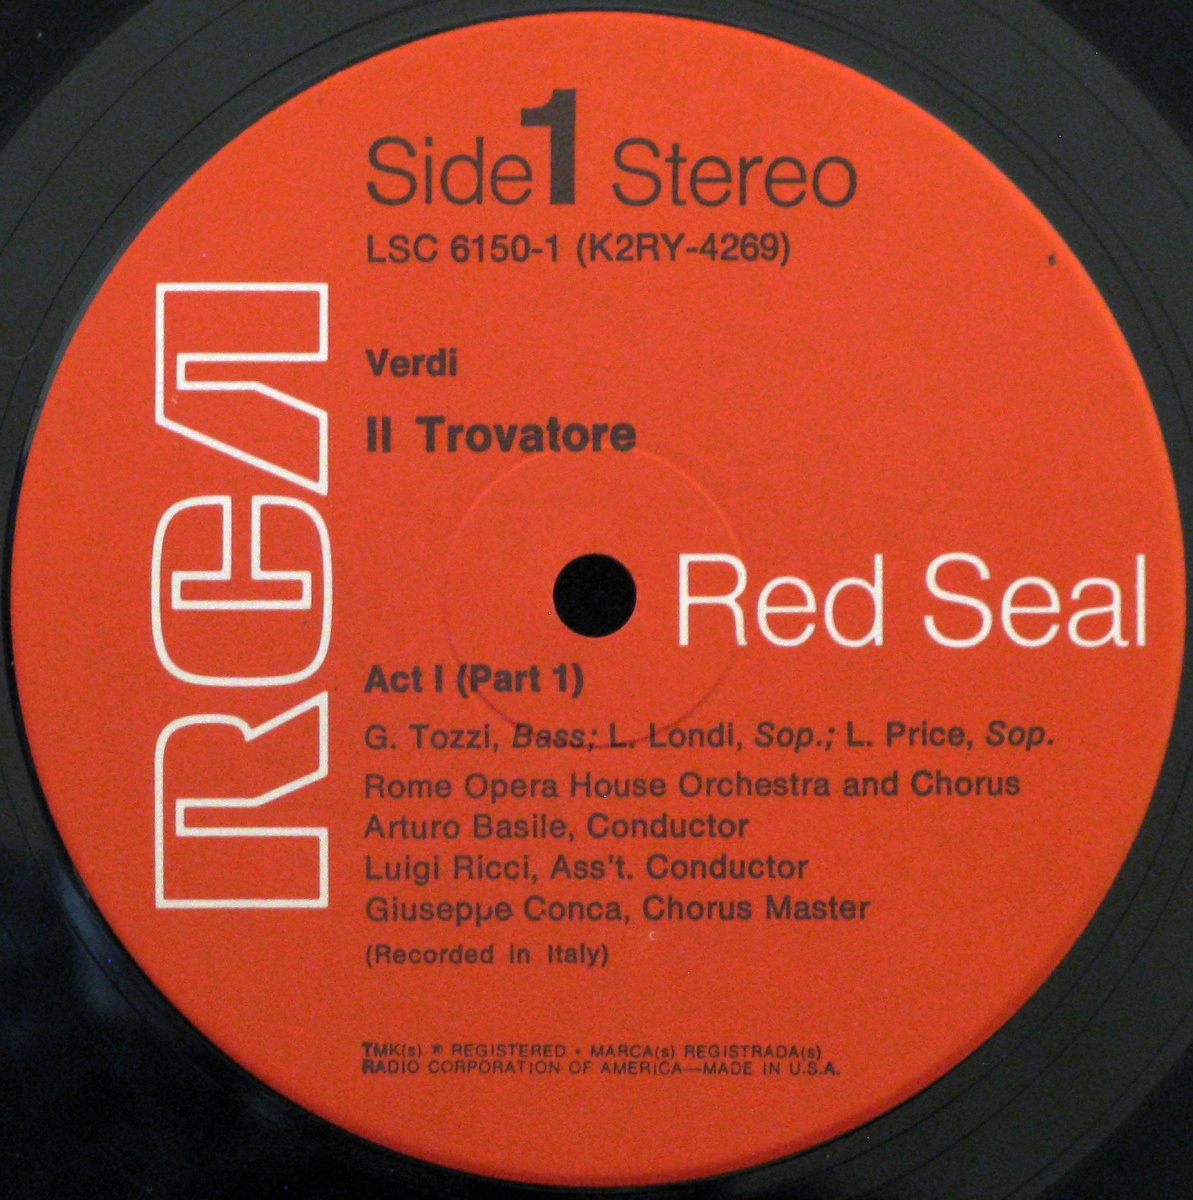 Side 1 Stereo
LSC 6150-1 (K2RY-4269)
RCA
Verdi
Il Trovatore
Red Seal
Act I (Part 1)
G. Tozzi, Bass; L. Londi, Sop.; L. Price, Sop.
Rome Opera House Orchestra and Chorus
Arturo Basile, Conductor
Luigi Ricci, Ass't. Conductor
Giuseppe Conca, Chorus Master
(Recorded in Italy)
TMK(s) ® REGISTERED • MARCA(s) REGISTRADA(s)
RADIO CORPORATION OF AMERICA—MADE IN U.S.A.